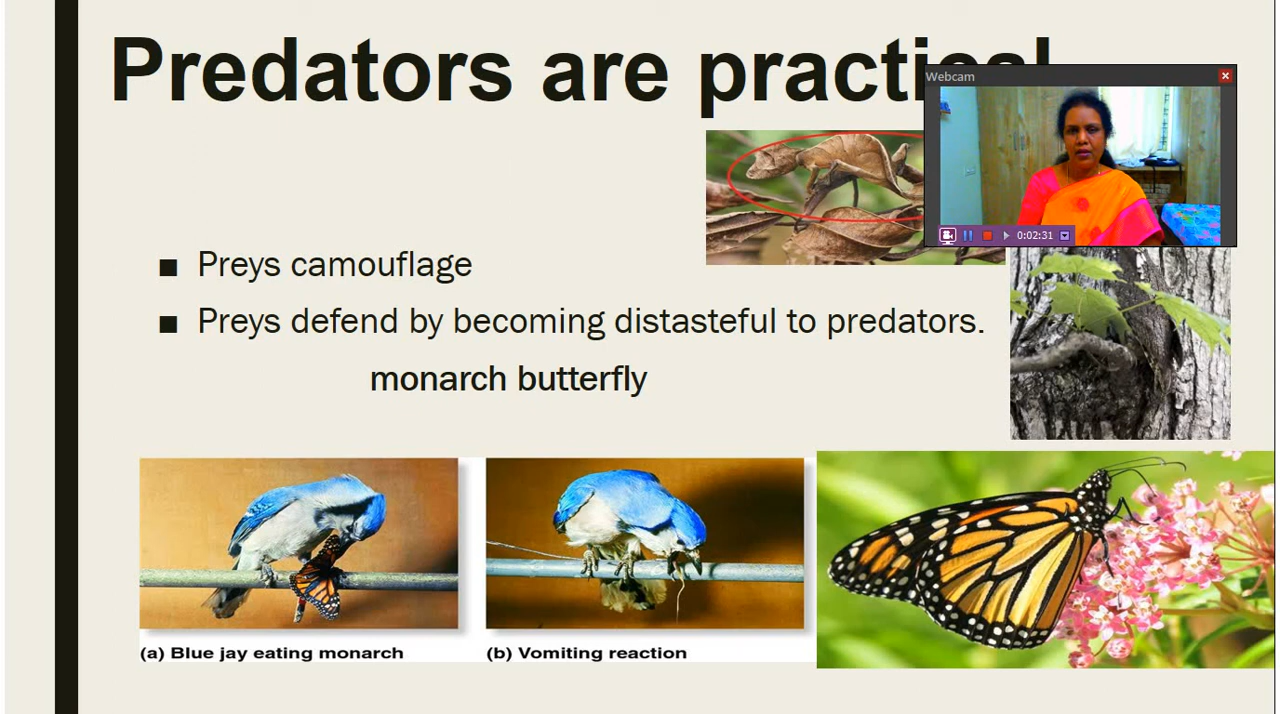 Predators are practical
Webcam
0:02:31
■ Preys camouflage
■ Preys defend by becoming distasteful to predators.
monarch butterfly
(a) Blue jay eating monarch
(b) Vomiting reaction